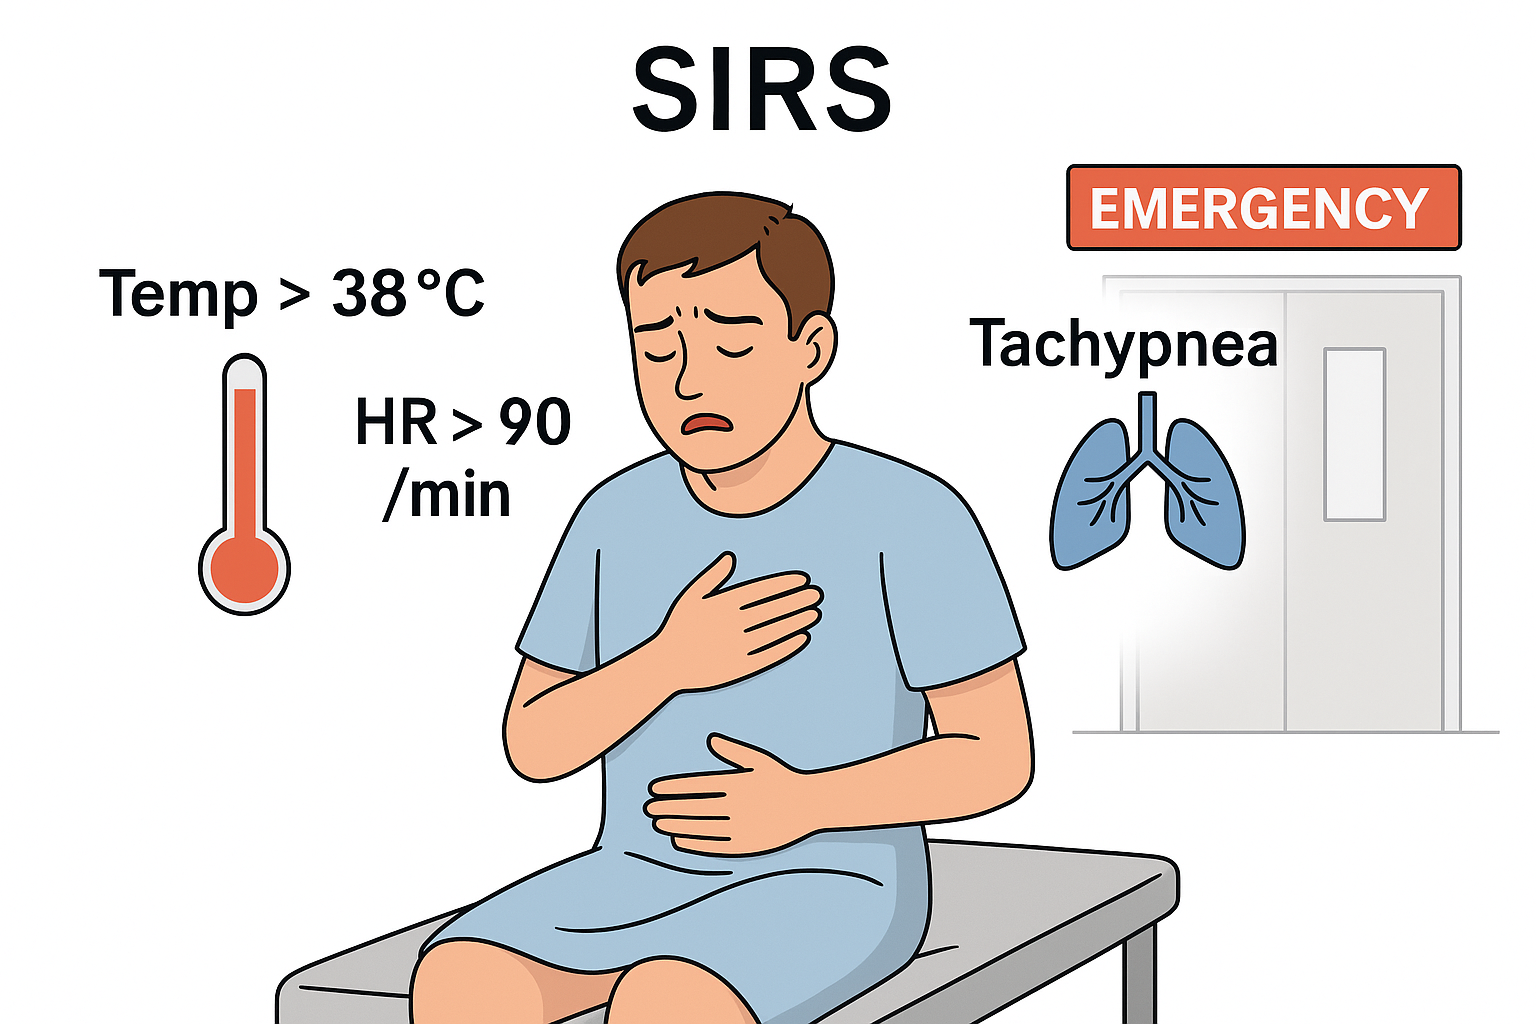 SIRS
EMERGENCY
Temp > 38 °C
Tachypnea
HR > 90
/min